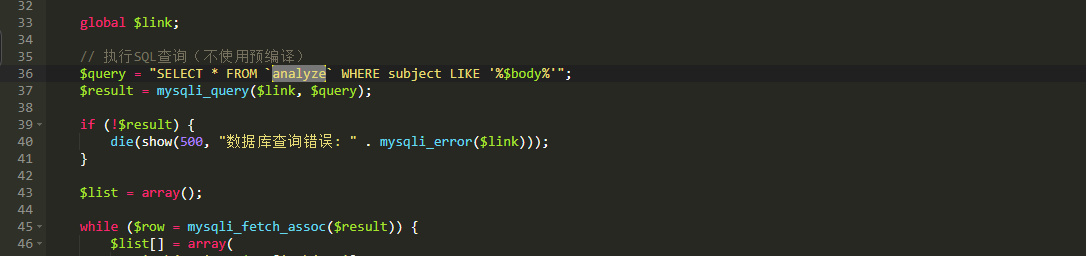 32
33 global $link;
34
35 // 执行SQL查询（不使用预编译）
36 $query = "SELECT * FROM `analyze` WHERE subject LIKE '%$body%'";
37 $result = mysqli_query($link, $query);
38
39 if (!$result) {
40 die(show(500, "数据库查询错误: " . mysqli_error($link)));
41 }
42
43 $list = array();
44
45 while ($row = mysqli_fetch_assoc($result)) {
46 $list[] = array(